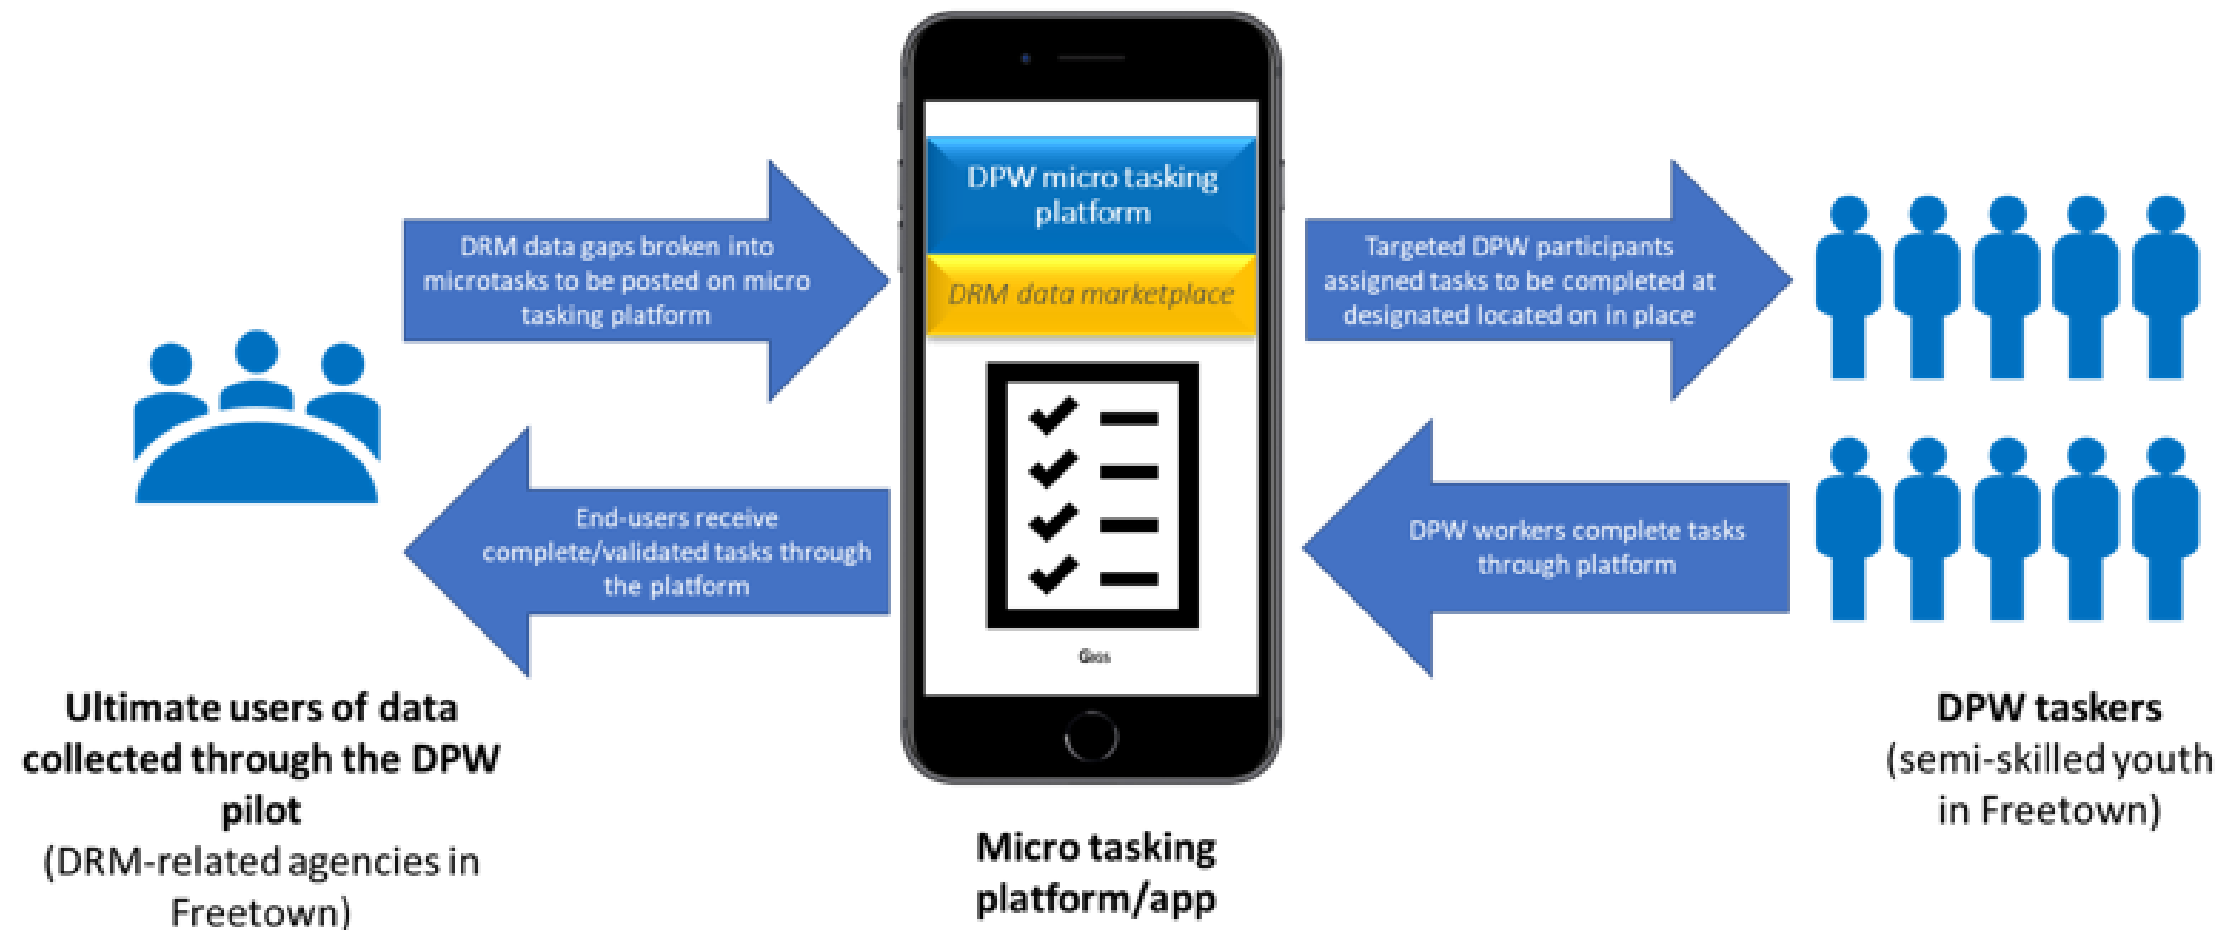 DPW micro tasking
platform
DRM data marketplace
DRM data gaps broken into
microtasks to be posted on micro
tasking platform
Targeted DPW participants
assigned tasks to be completed at
designated located on in place
End-users receive
complete/validated tasks through
the platform
DPW workers complete tasks
through platform
Ultimate users of data
collected through the DPW
pilot
(DRM-related agencies in
Freetown)
Micro tasking
platform/app
DPW taskers
(semi-skilled youth
in Freetown)